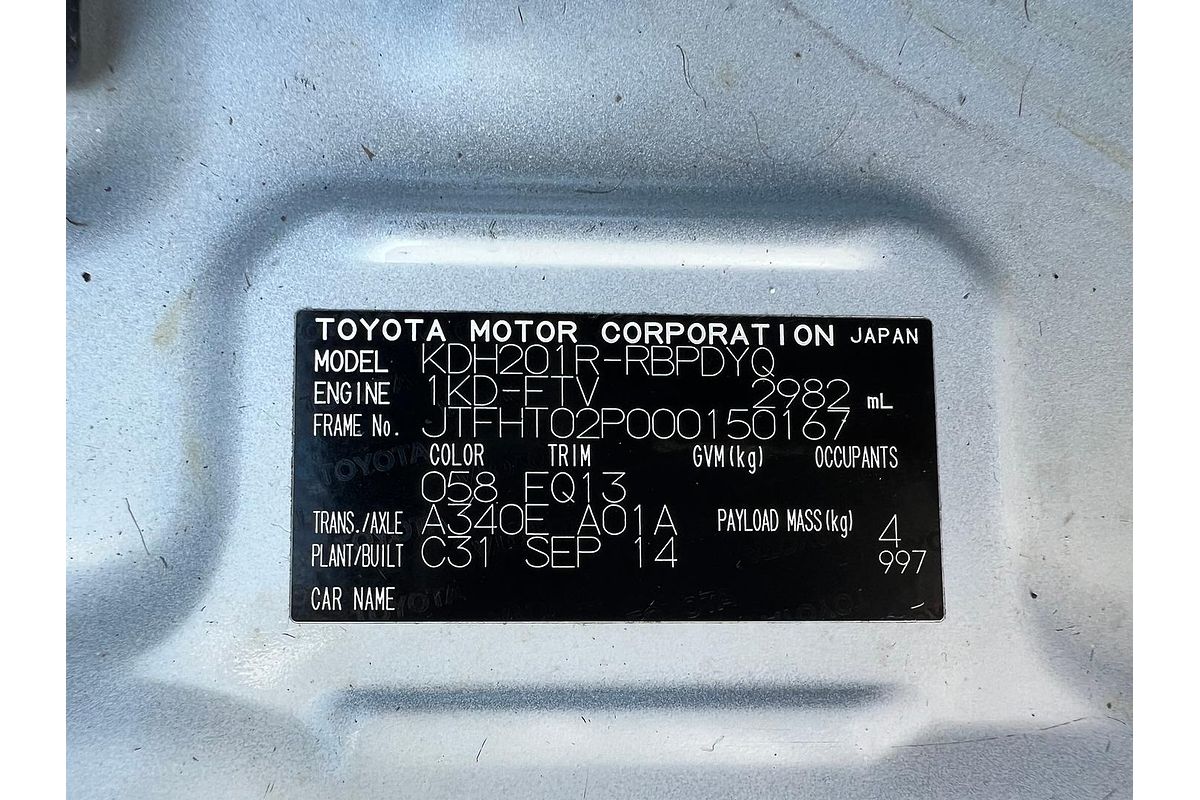 TOYOTA MOTOR CORPORATION JAPAN
MODEL KDH201R-RBPDYQ
ENGINE 1KD-FTV 2982 mL
FRAME No. JTFHT02P000150167
COLOR TRIM GVM(kg) OCCUPANTS
058 FQ13
TRANS./AXLE A340E A01A PAYLOAD MASS(kg) 4
PLANT/BUILT C31 SEP 14 997
CAR NAME